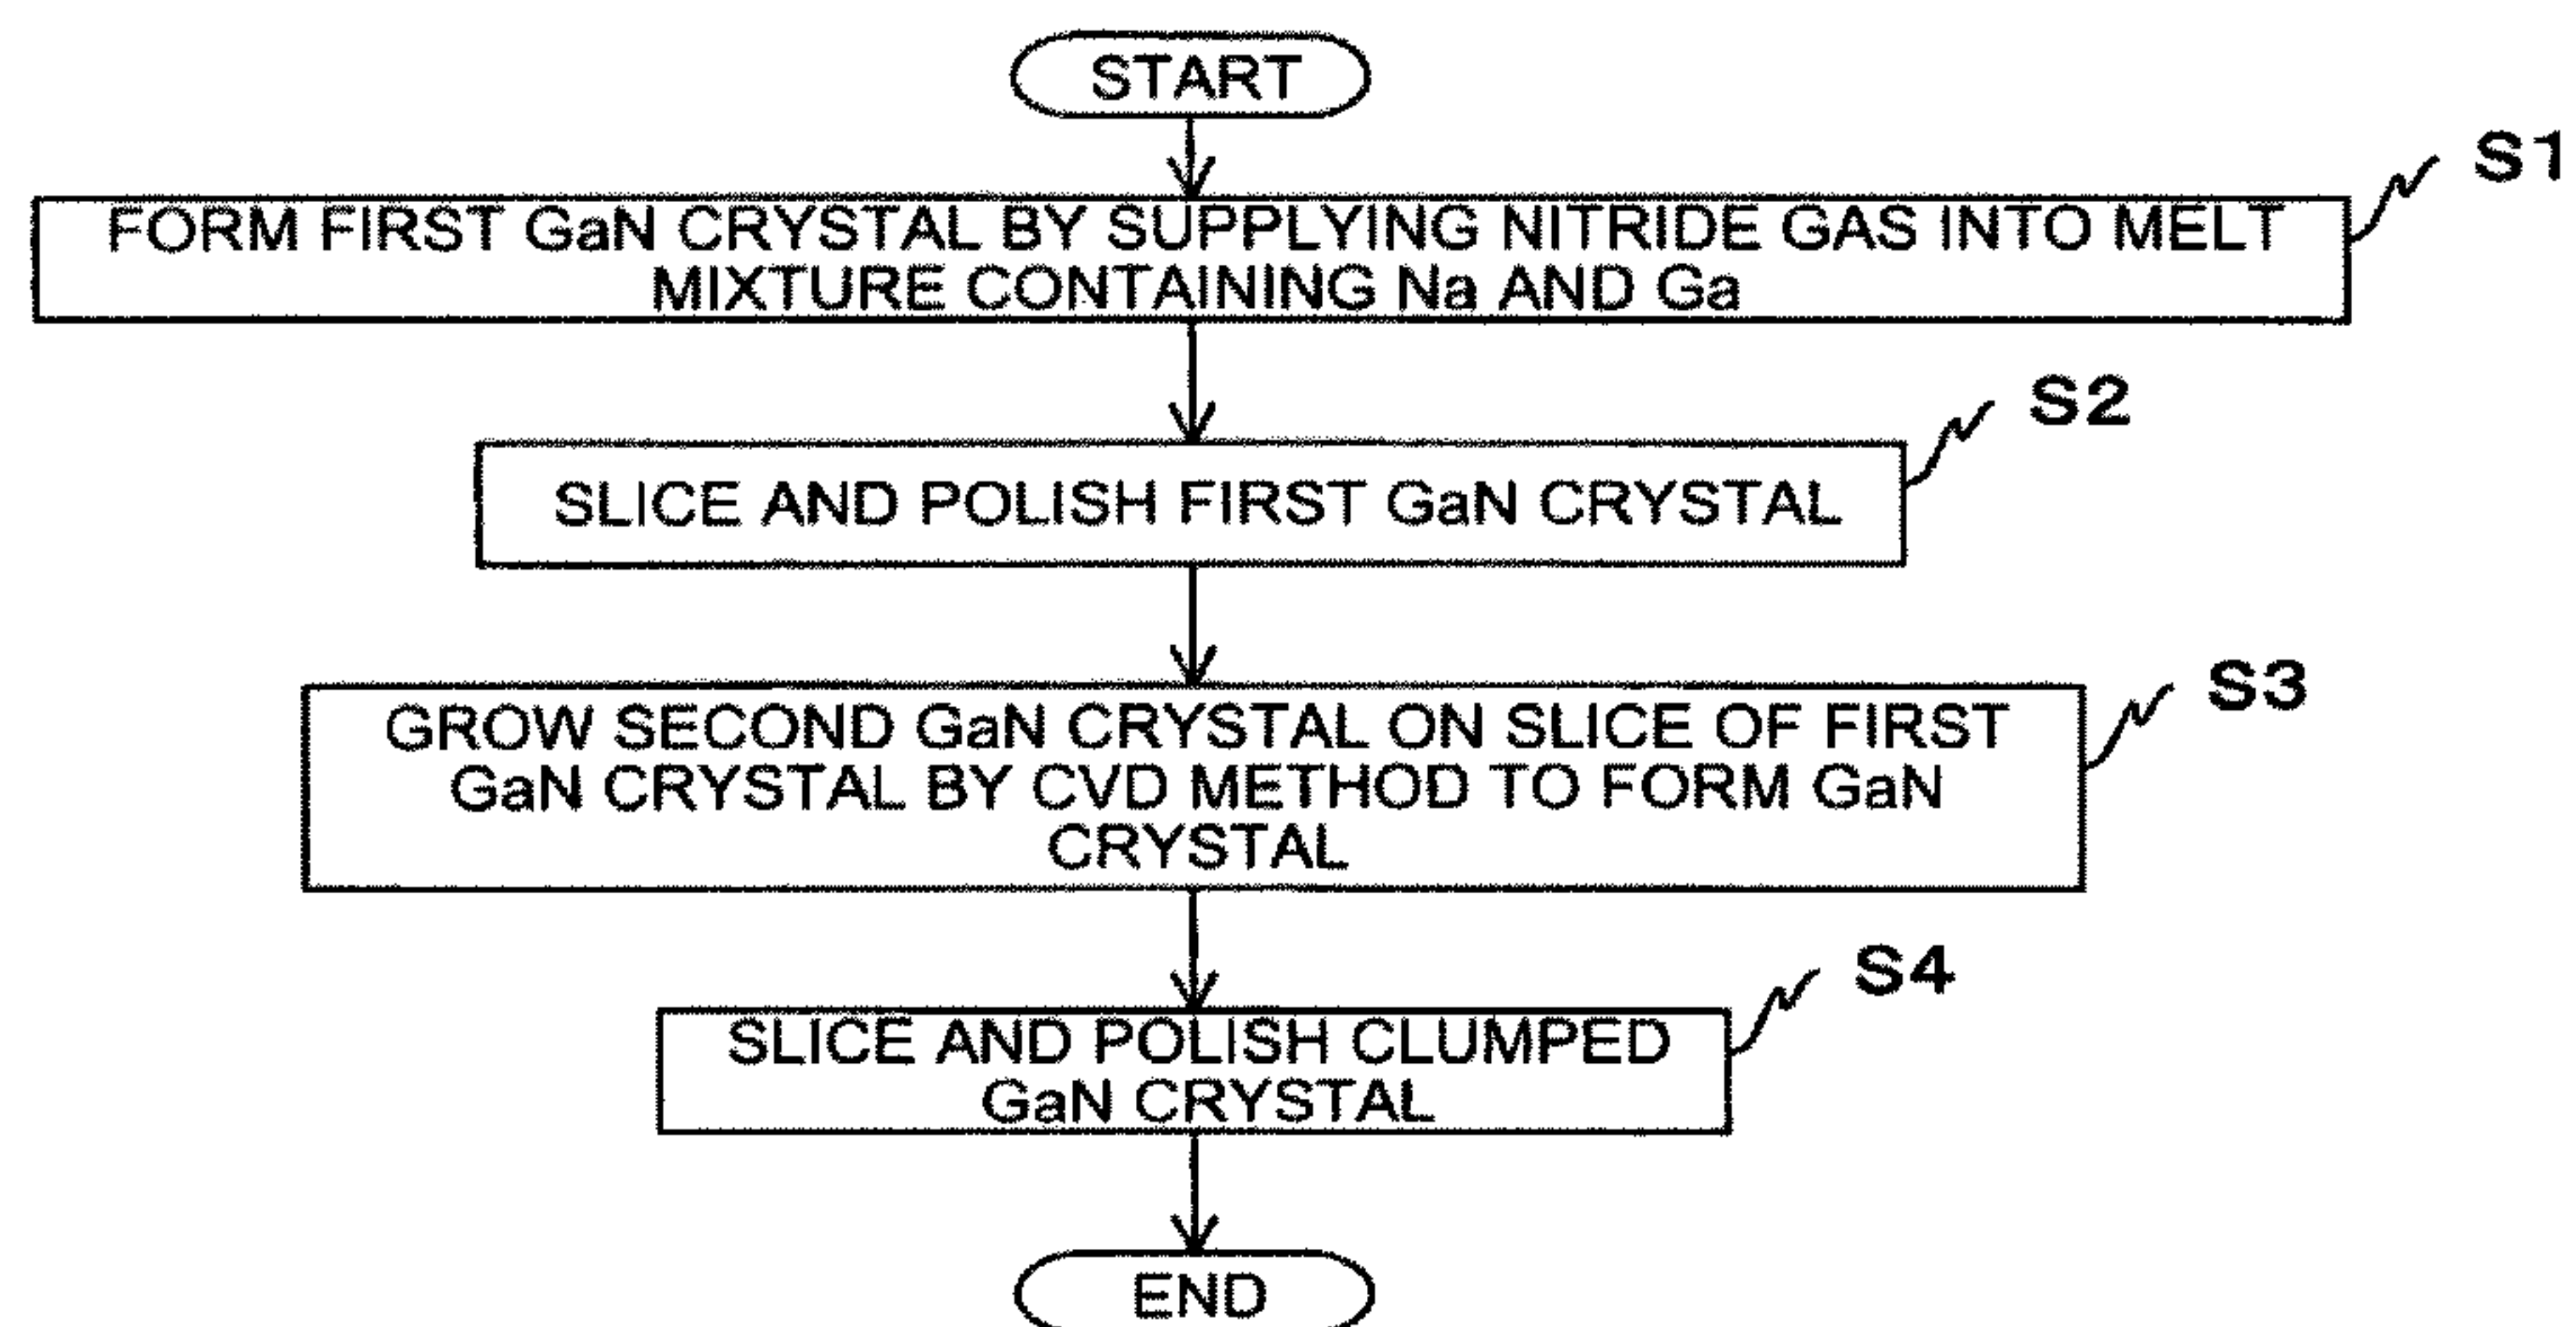 START
S1
FORM FIRST GaN CRYSTAL BY SUPPLYING NITRIDE GAS INTO MELT
MIXTURE CONTAINING Na AND Ga
S2
SLICE AND POLISH FIRST GaN CRYSTAL
S3
GROW SECOND GaN CRYSTAL ON SLICE OF FIRST
GaN CRYSTAL BY CVD METHOD TO FORM GaN
CRYSTAL
S4
SLICE AND POLISH CLUMPED
GaN CRYSTAL
END